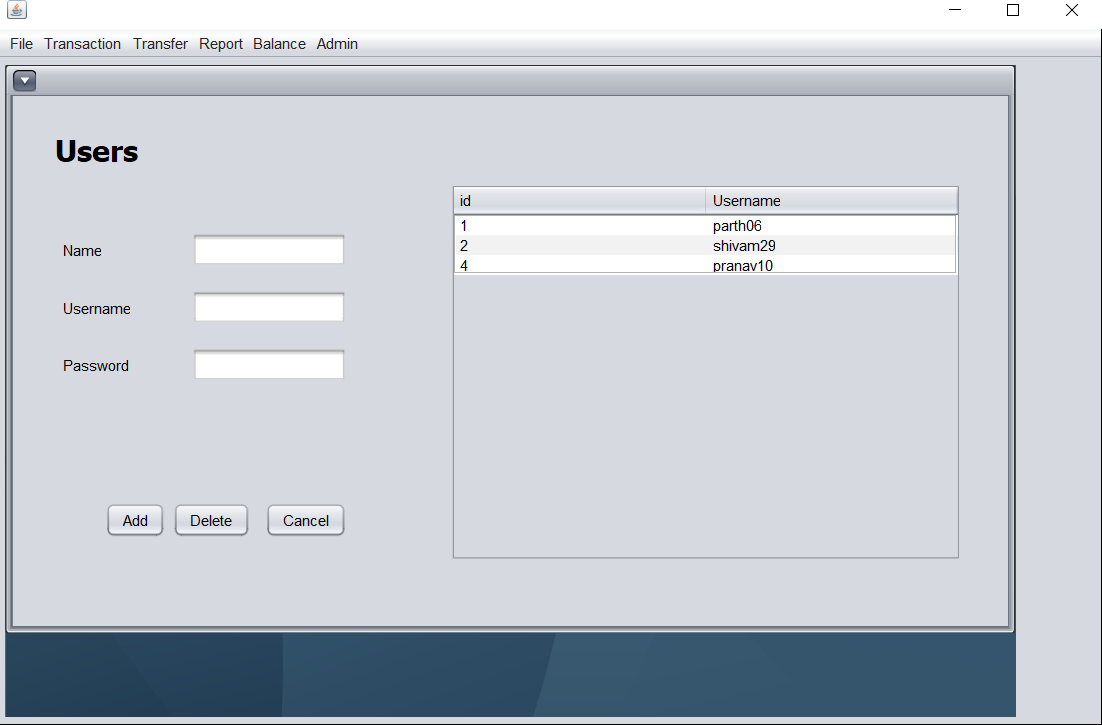 File Transaction Transfer Report Balance Admin
Users
id Username
1 parth06
2 shivam29
4 pranav10
Name
Username
Password
Add Delete Cancel